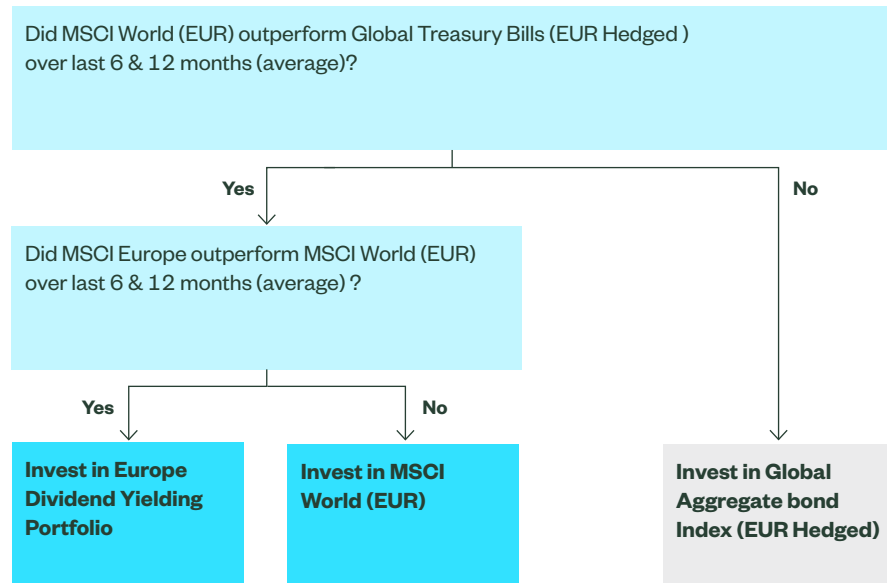 Did MSCI World (EUR) outperform Global Treasury Bills (EUR Hedged )
over last 6 & 12 months (average)?
Yes
No
Did MSCI Europe outperform MSCI World (EUR)
over last 6 & 12 months (average) ?
Yes
No
Invest in Europe
Dividend Yielding
Portfolio
Invest in MSCI
World (EUR)
Invest in Global
Aggregate bond
Index (EUR Hedged)